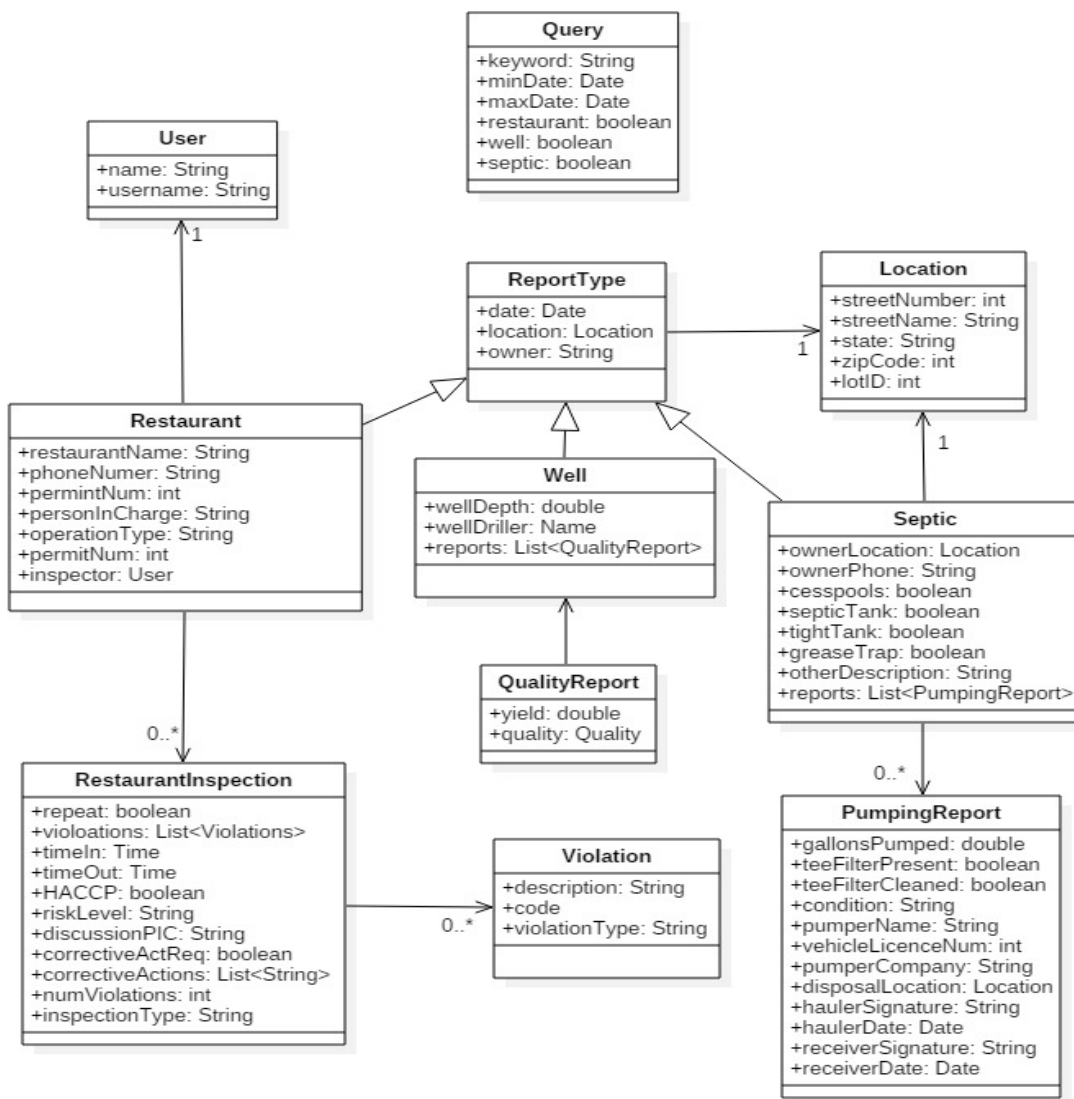 Query
+keyword: String
+minDate: Date
+maxDate: Date
+restaurant: boolean
+well: boolean
+septic: boolean
User
+name: String
+username: String
1
ReportType
+date: Date
+location: Location
+owner: String
1
Location
+streetNumber: int
+streetName: String
+state: String
+zipCode: int
+lotID: int
1
Restaurant
+restaurantName: String
+phoneNumer: String
+permintNum: int
+personInCharge: String
+operationType: String
+permitNum: int
+inspector: User
0..*
Well
+wellDepth: double
+wellDriller: Name
+reports: List<QualityReport>
Septic
+ownerLocation: Location
+ownerPhone: String
+cesspools: boolean
+septicTank: boolean
+tightTank: boolean
+greaseTrap: boolean
+otherDescription: String
+reports: List<PumpingReport>
0..*
QualityReport
+yield: double
+quality: Quality
RestaurantInspection
+repeat: boolean
+violoations: List<Violations>
+timeIn: Time
+timeOut: Time
+HACCP: boolean
+riskLevel: String
+discussionPIC: String
+correctiveActReq: boolean
+correctiveActions: List<String>
+numViolations: int
+inspectionType: String
0..*
Violation
+description: String
+code
+violationType: String
PumpingReport
+gallonsPumped: double
+teeFilterPresent: boolean
+teeFilterCleaned: boolean
+condition: String
+pumperName: String
+vehicleLicenceNum: int
+pumperCompany: String
+disposalLocation: Location
+haulerSignature: String
+haulerDate: Date
+receiverSignature: String
+receiverDate: Date